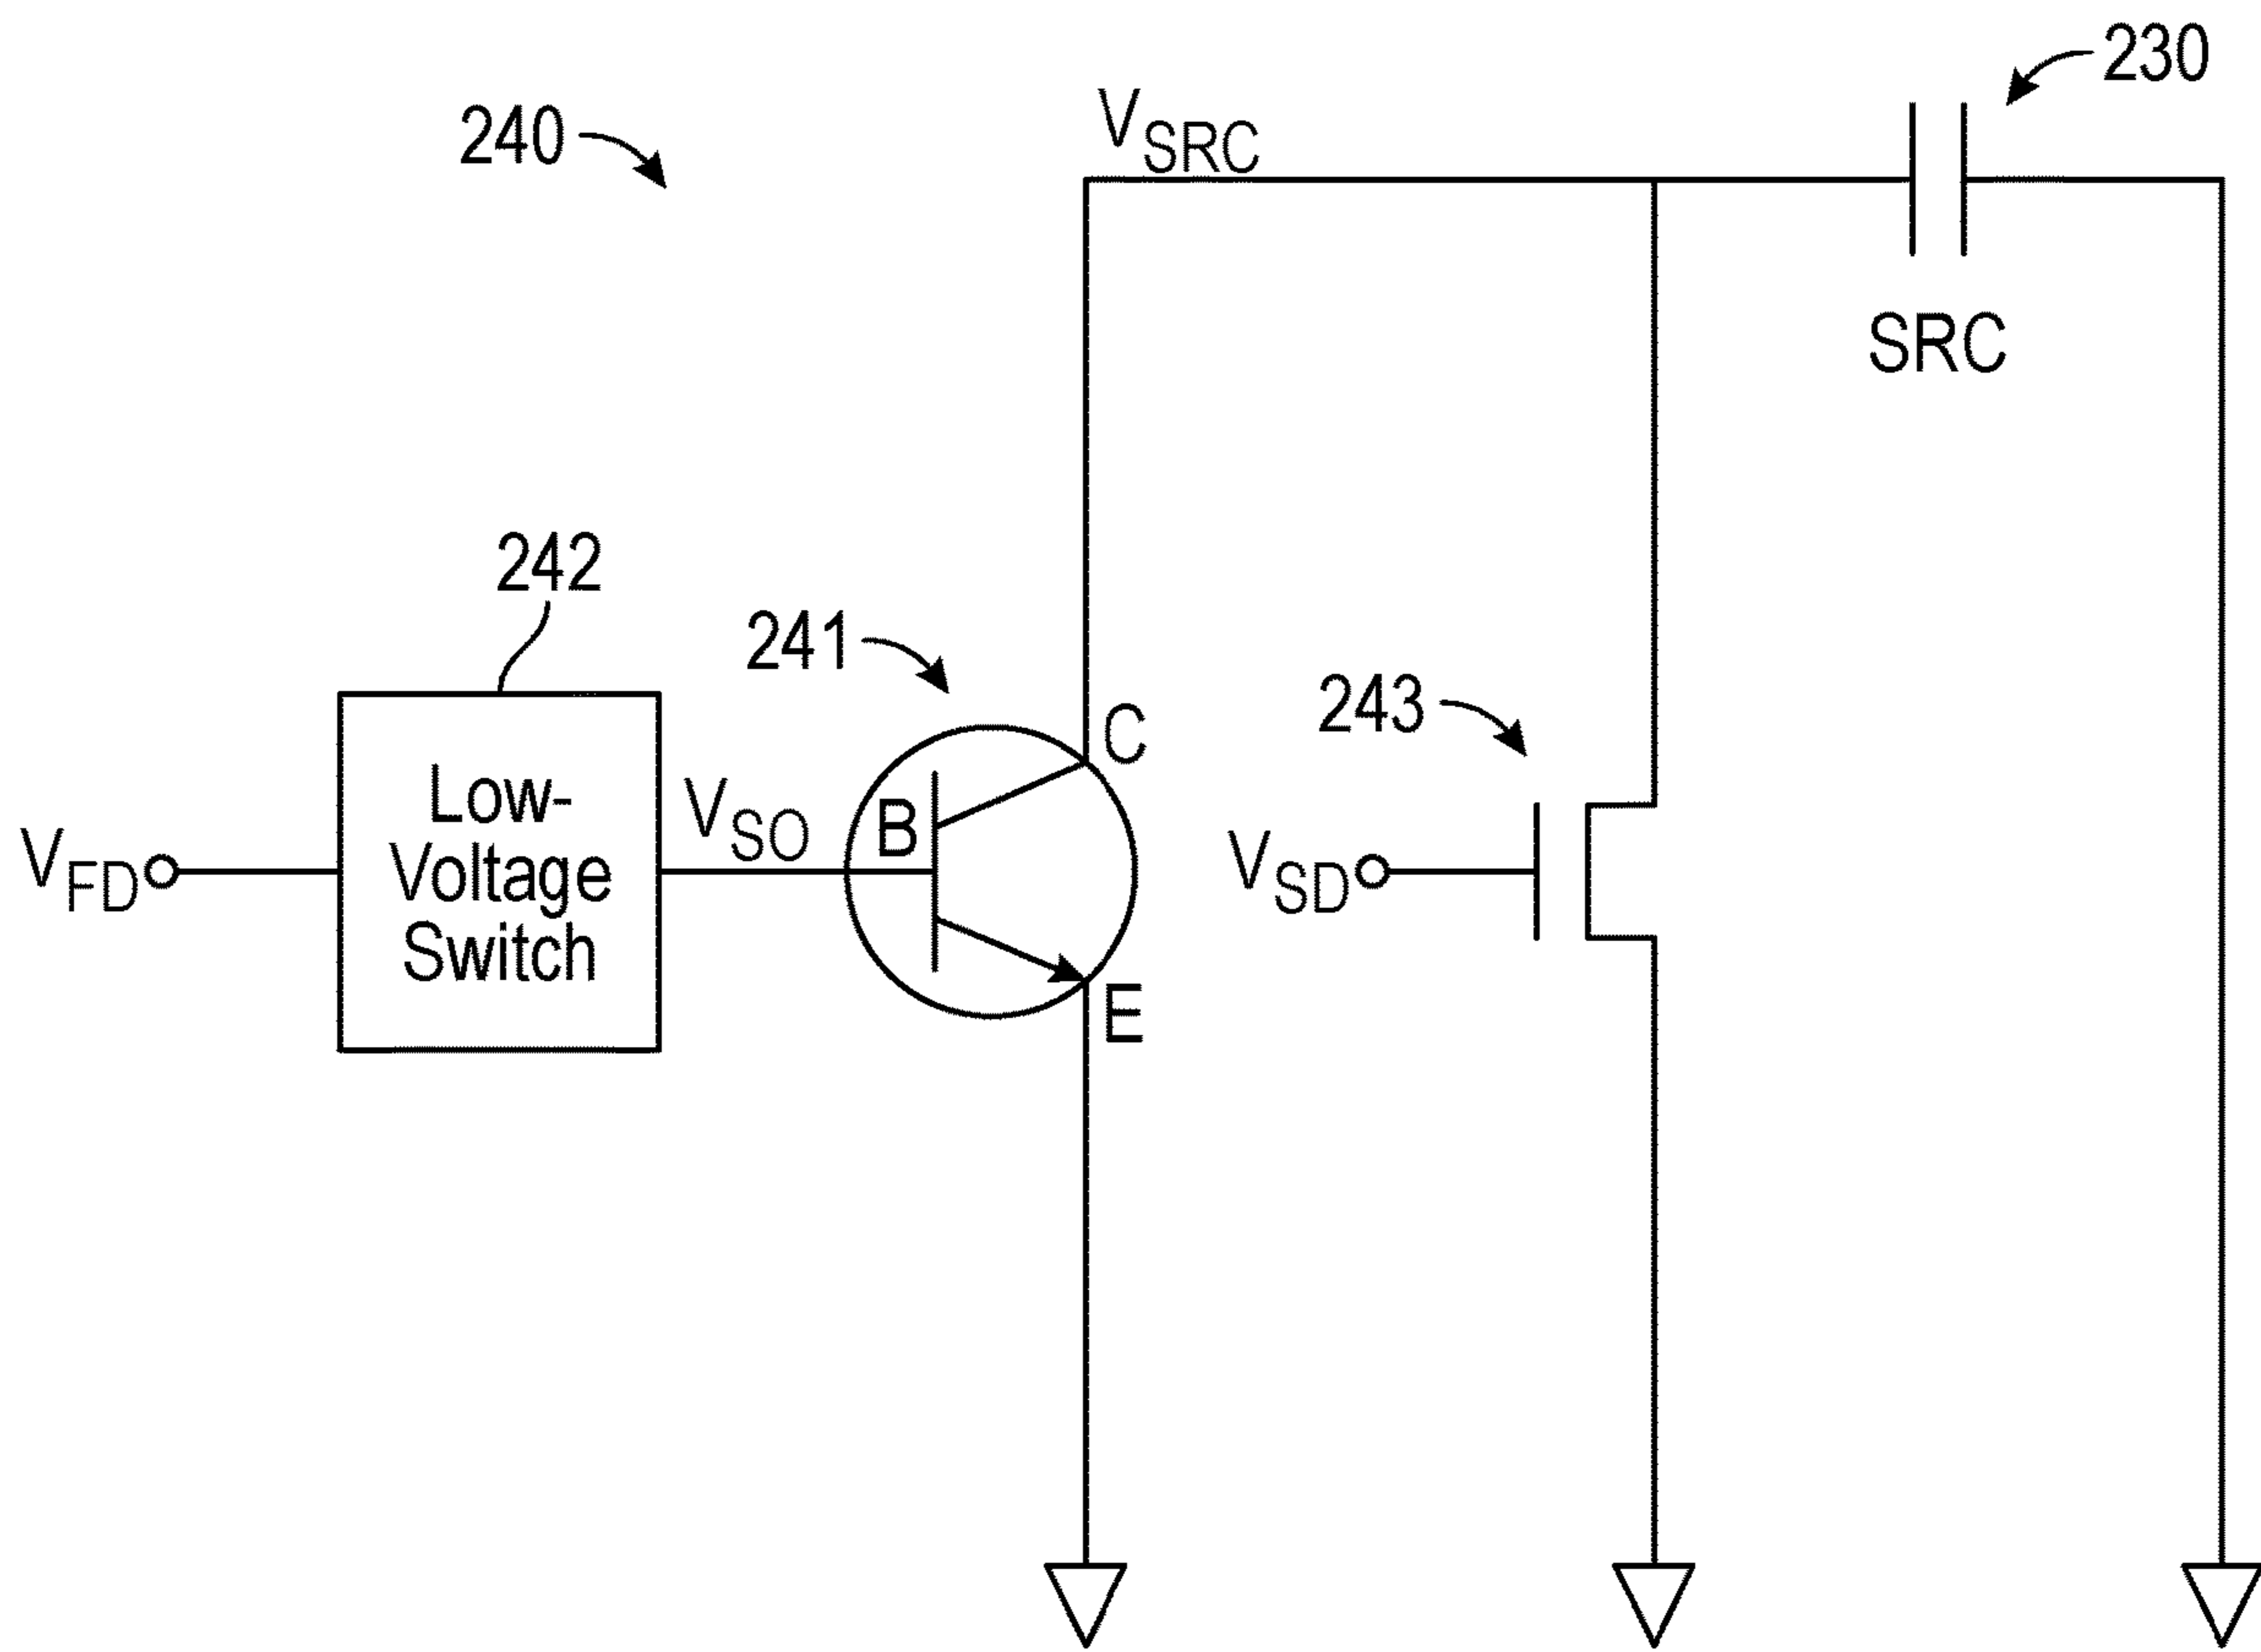 230
240
VSRC
SRC
242
241
243
C
Low-
Voltage
Switch
VFD
VSO
B
VSD
E